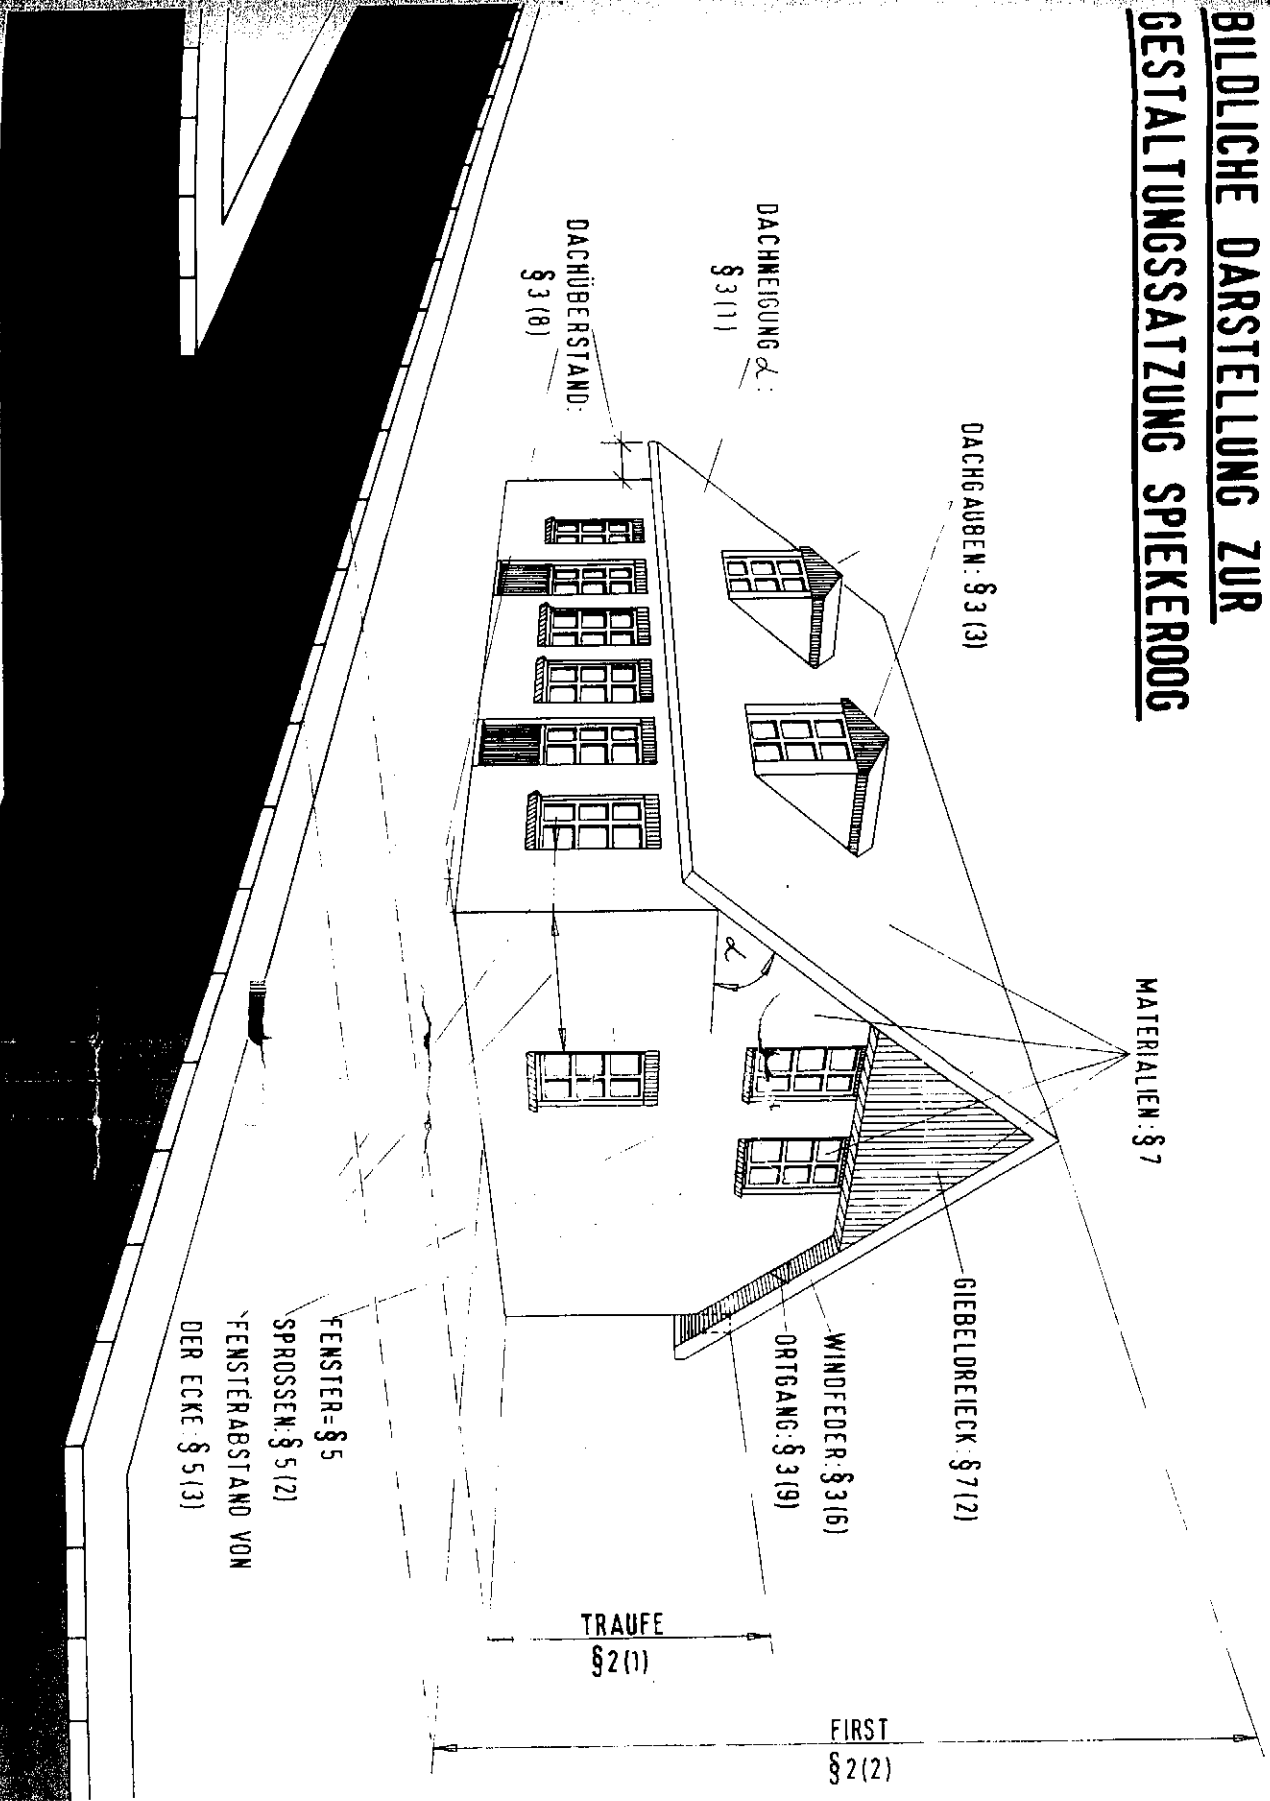 BILDLICHE DARSTELLUNG ZUR
GESTALTUNGSSATZUNG SPIEKEROOG
MATERIALIEN: § 7
DACHGAUBEN: § 3 (3)
GIEBELDREIECK: § 7 (2)
DACHNEIGUNG α:
§ 3 (1)
WINDFEDER: § 3 (6)
ORTGANG: § 3 (9)
α
DACHÜBERSTAND:
§ 3 (8)
FIRST
§ 2 (2)
TRAUFE
§ 2 (1)
FENSTER= § 5
SPROSSEN: § 5 (2)
FENSTERABSTAND VON
DER ECKE: § 5 (3)